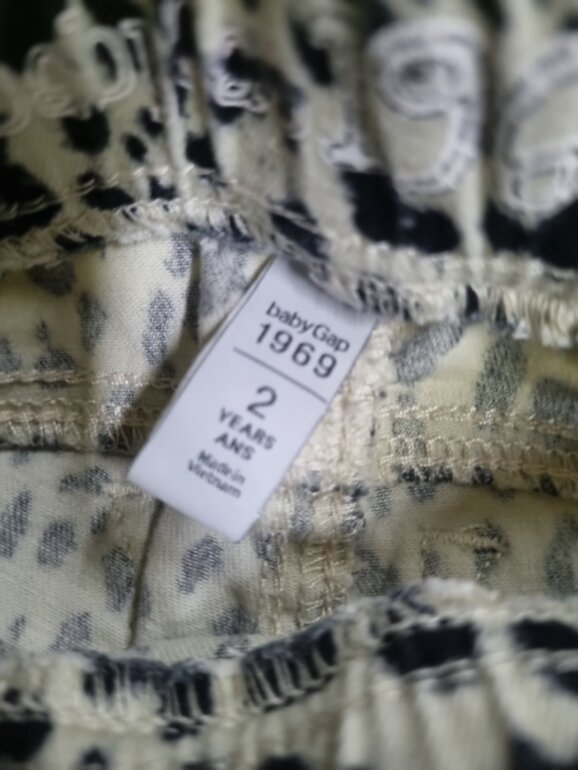 babyGap
1969
2
YEARS
ANS
Made in
Vietnam